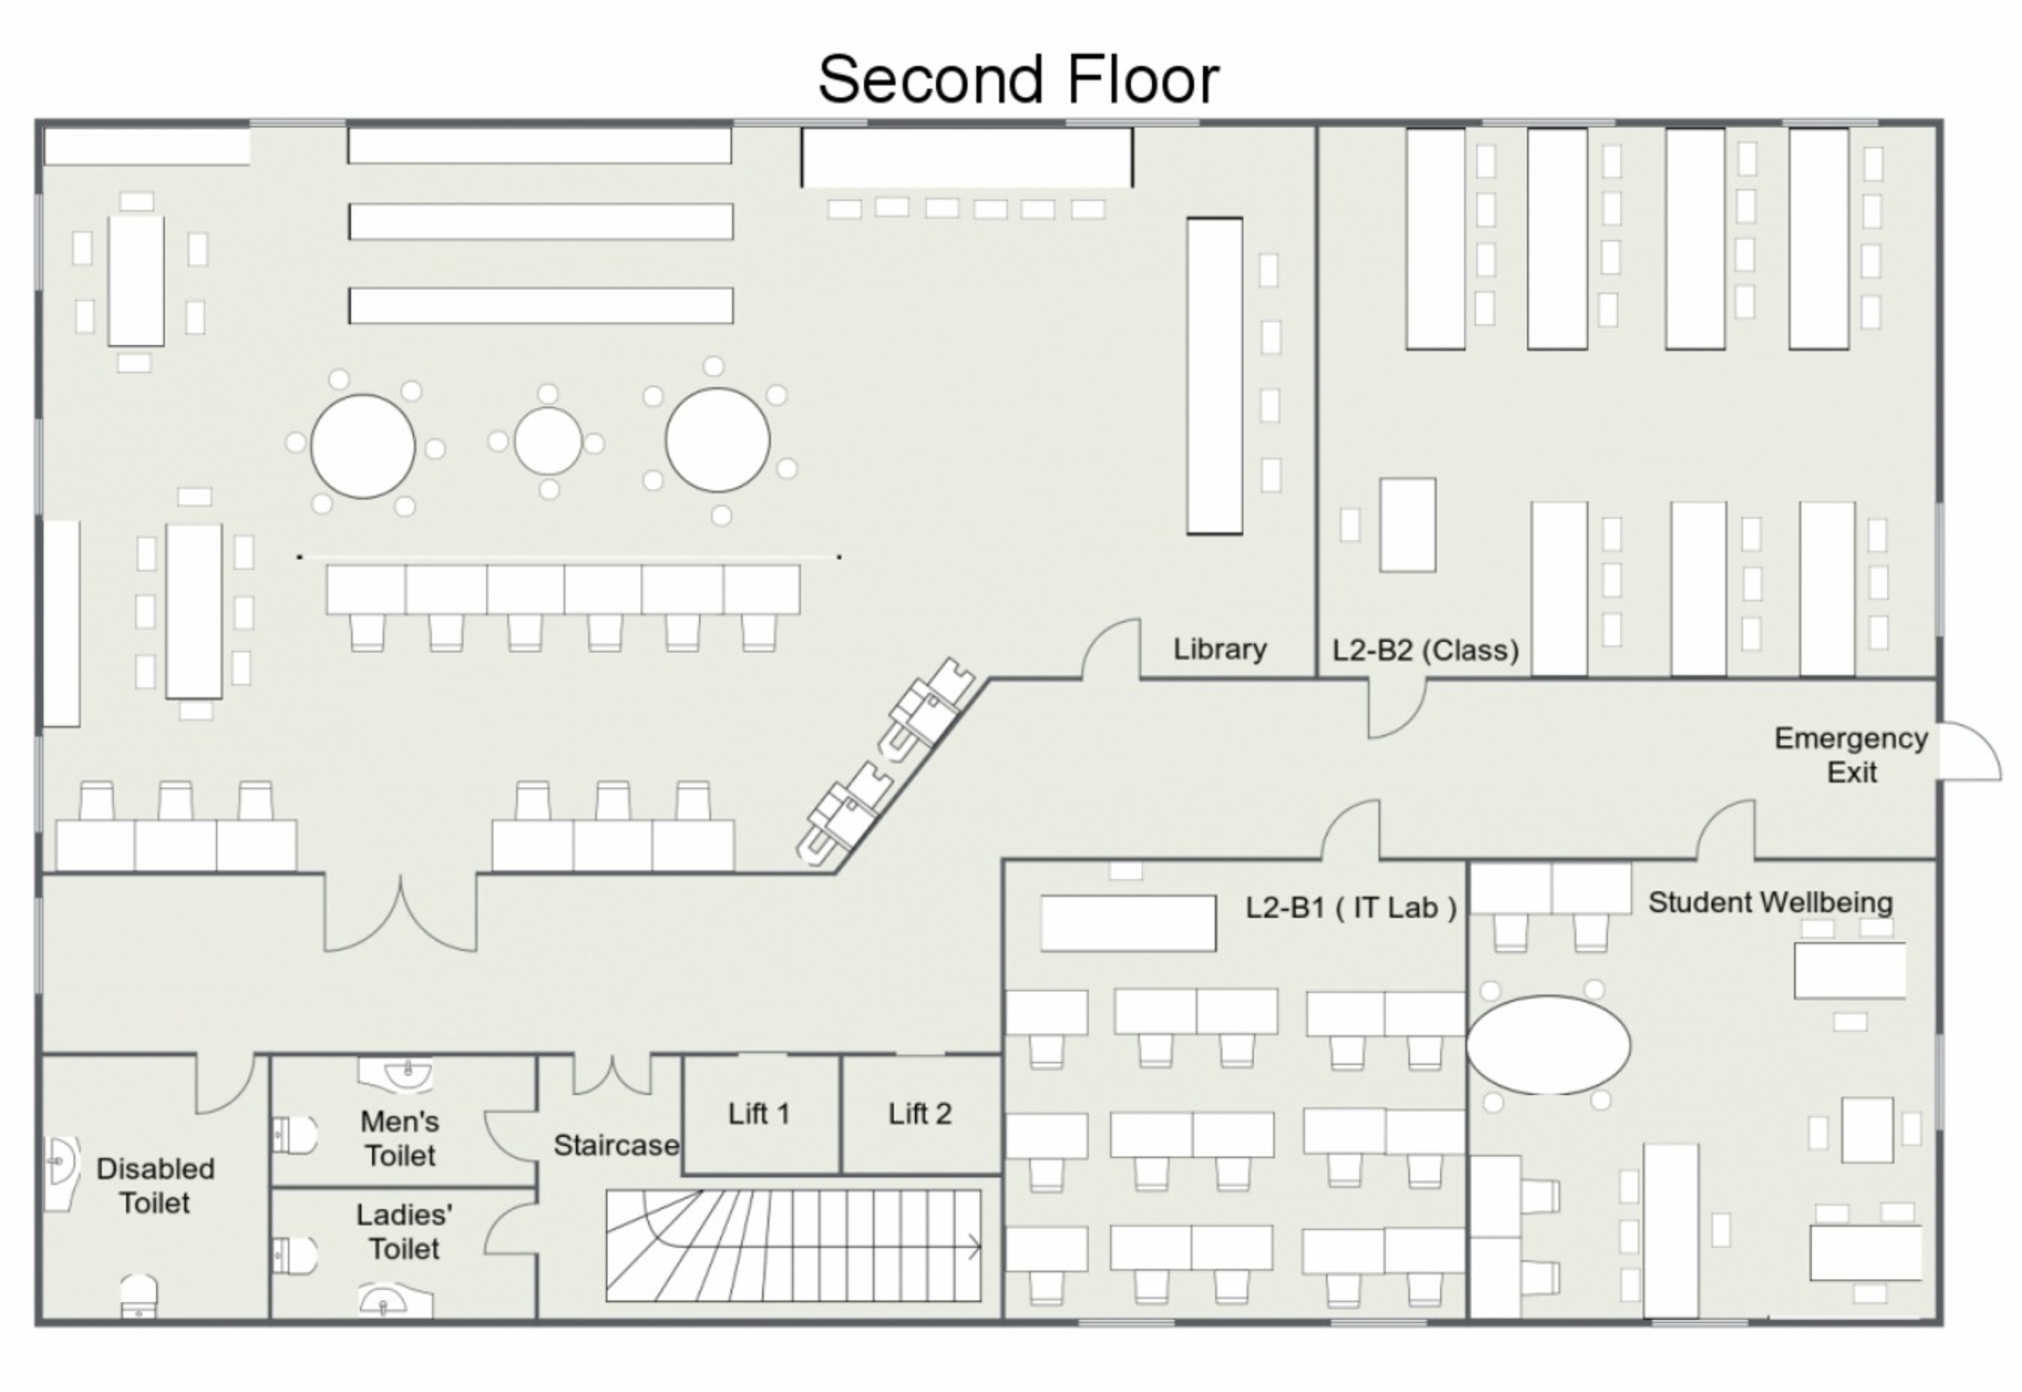 Second Floor
Library
L2-B2 (Class)
Emergency
Exit
L2-B1 ( IT Lab )
Student Wellbeing
Men's
Toilet
Staircase
Lift 1
Lift 2
Disabled
Toilet
Ladies'
Toilet